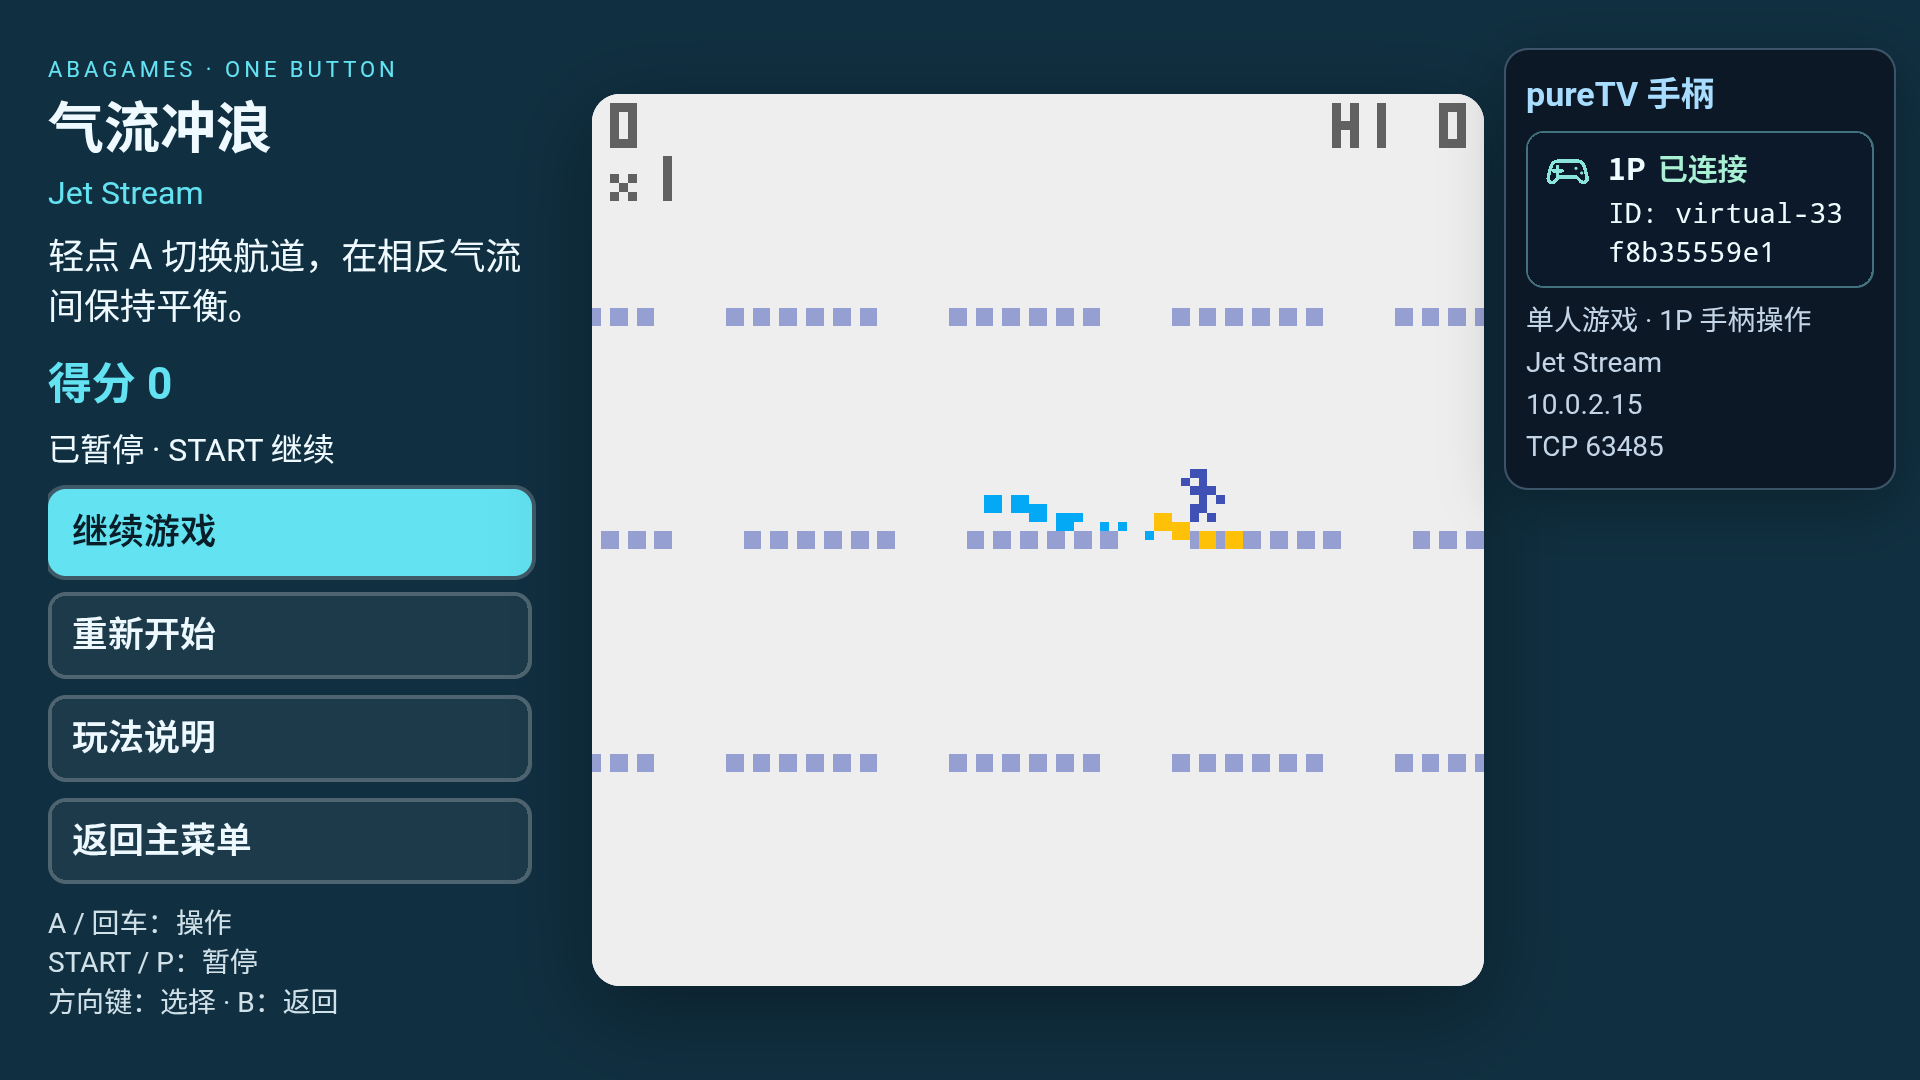 ABAGAMES · ONE BUTTON
气流冲浪
Jet Stream
轻点 A 切换航道，在相反气流
间保持平衡。
得分 0
已暂停 · START 继续
继续游戏
重新开始
玩法说明
返回主菜单
A / 回车：操作
START / P：暂停
方向键：选择 · B：返回
0
HI 0
x1
pureTV 手柄
1P 已连接
ID: virtual-33
f8b35559e1
单人游戏 · 1P 手柄操作
Jet Stream
10.0.2.15
TCP 63485